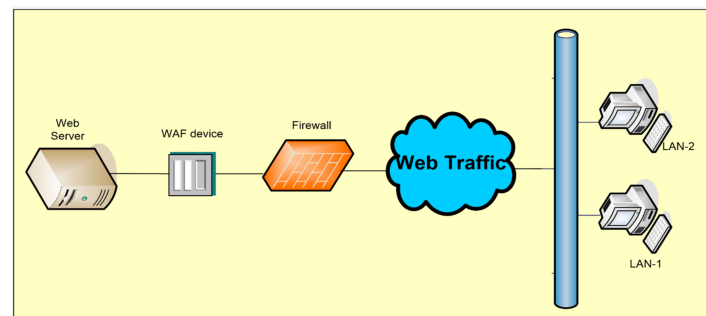 Web
Server
WAF device
Firewall
Web Traffic
LAN-2
LAN-1